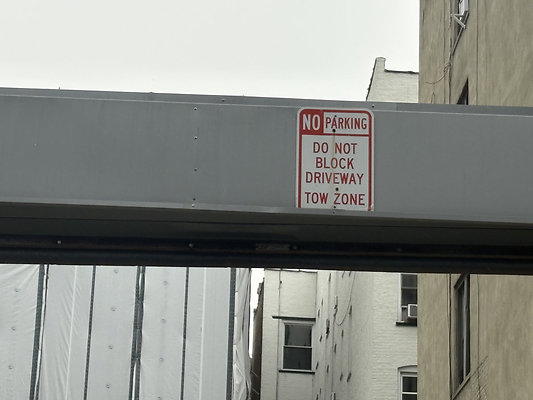 NO PARKING
DO NOT
BLOCK
DRIVEWAY
TOW ZONE